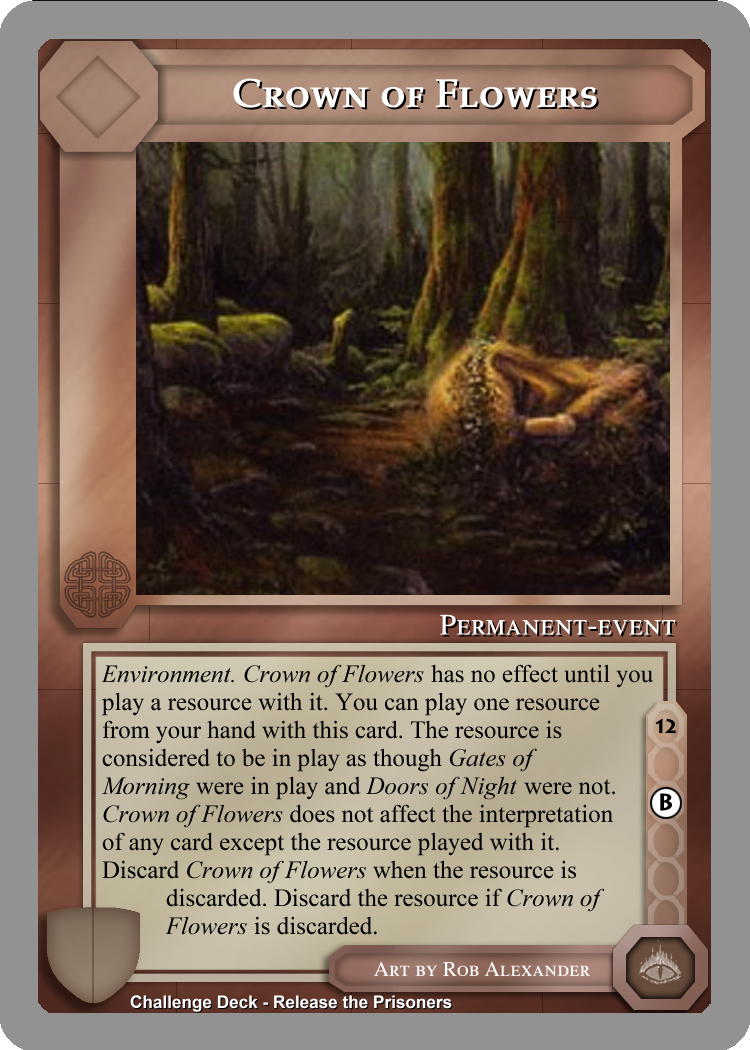 Crown of Flowers
Permanent-event
Environment. Crown of Flowers has no effect until you
play a resource with it. You can play one resource
from your hand with this card. The resource is
considered to be in play as though Gates of
Morning were in play and Doors of Night were not.
Crown of Flowers does not affect the interpretation
of any card except the resource played with it.
Discard Crown of Flowers when the resource is
discarded. Discard the resource if Crown of
Flowers is discarded.
12
B
Art by Rob Alexander
Challenge Deck - Release the Prisoners